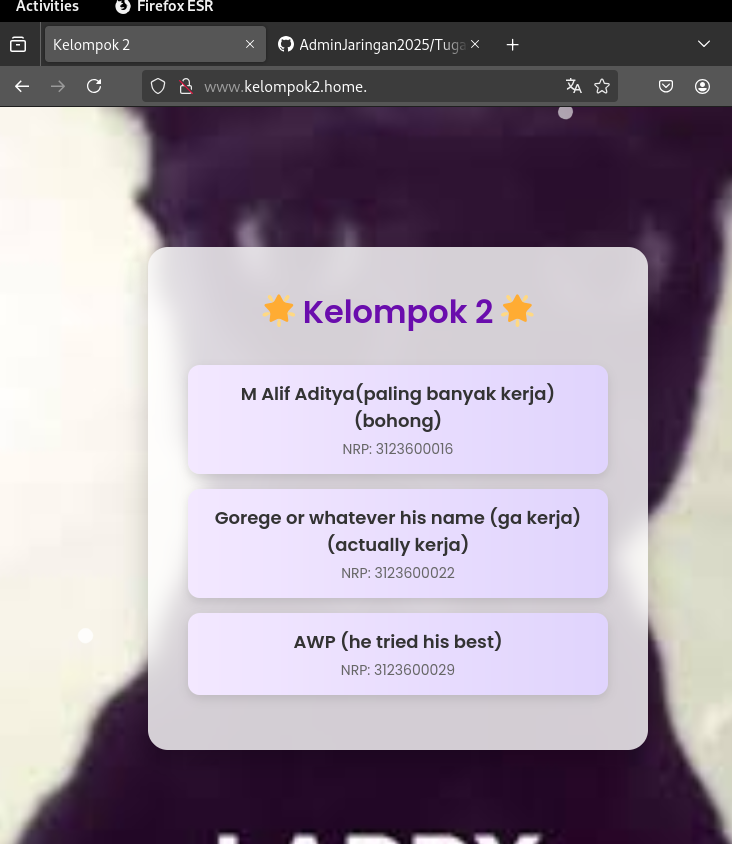 Activities Firefox ESR
Kelompok 2 AdminJaringan2025/Tuga
www.kelompok2.home.
🌟 Kelompok 2 🌟
M Alif Aditya(paling banyak kerja)
(bohong)
NRP: 3123600016
Gorege or whatever his name (ga kerja)
(actually kerja)
NRP: 3123600022
AWP (he tried his best)
NRP: 3123600029